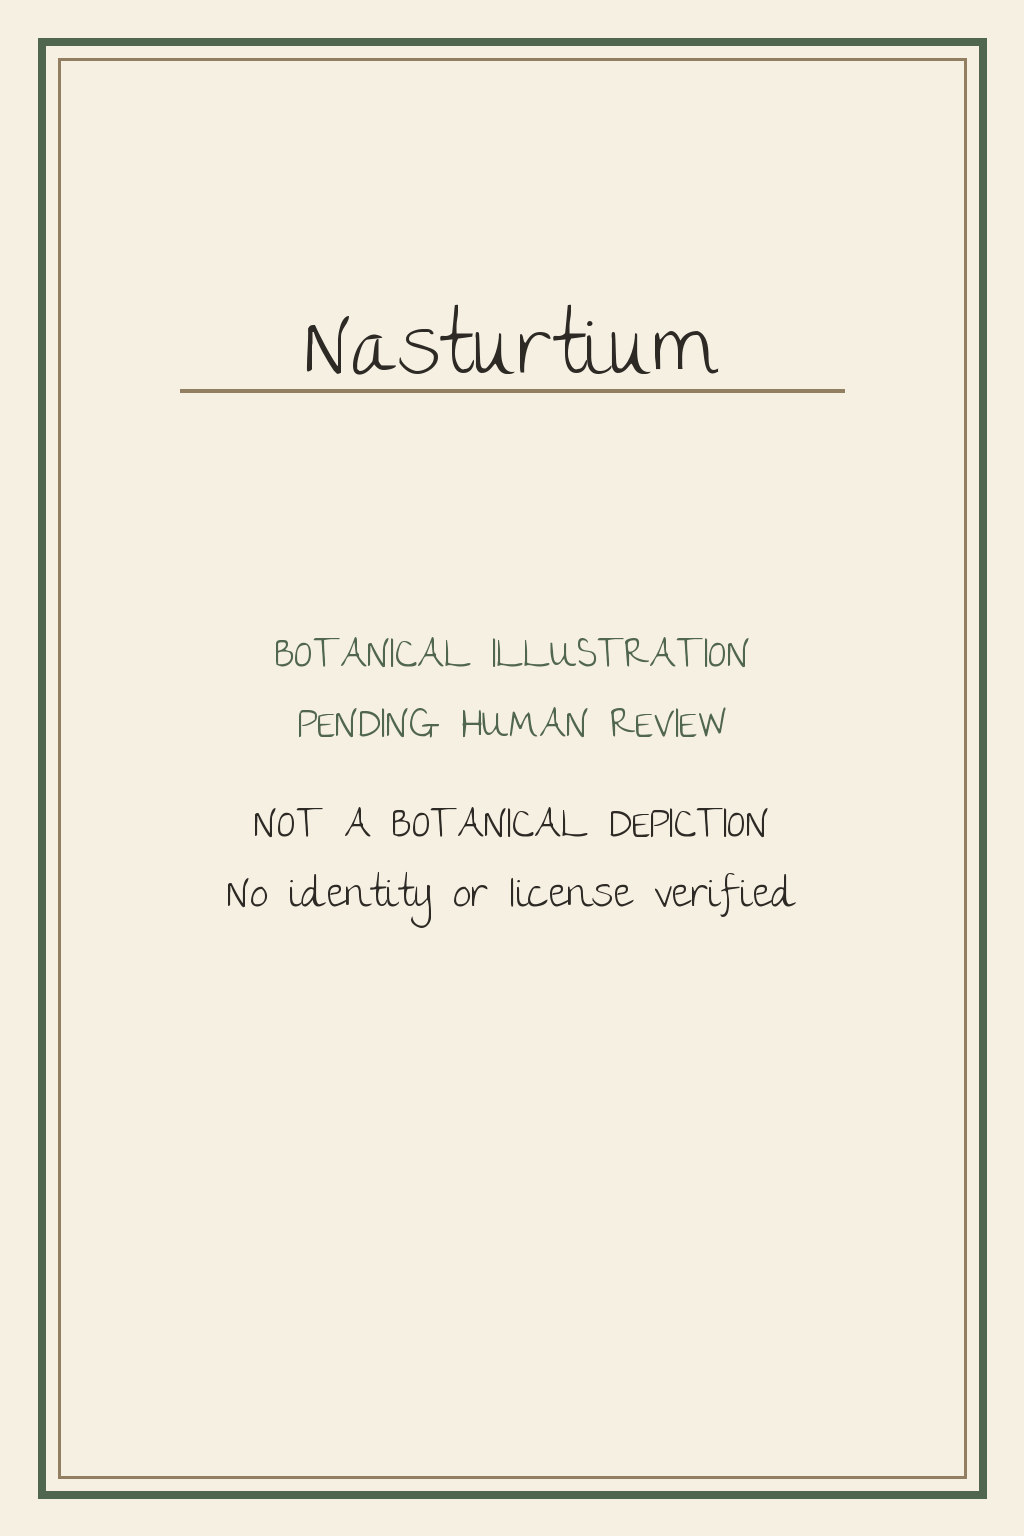 Nasturtium
BOTANICAL ILLUSTRATION
PENDING HUMAN REVIEW
NOT A BOTANICAL DEPICTION
No identity or license verified